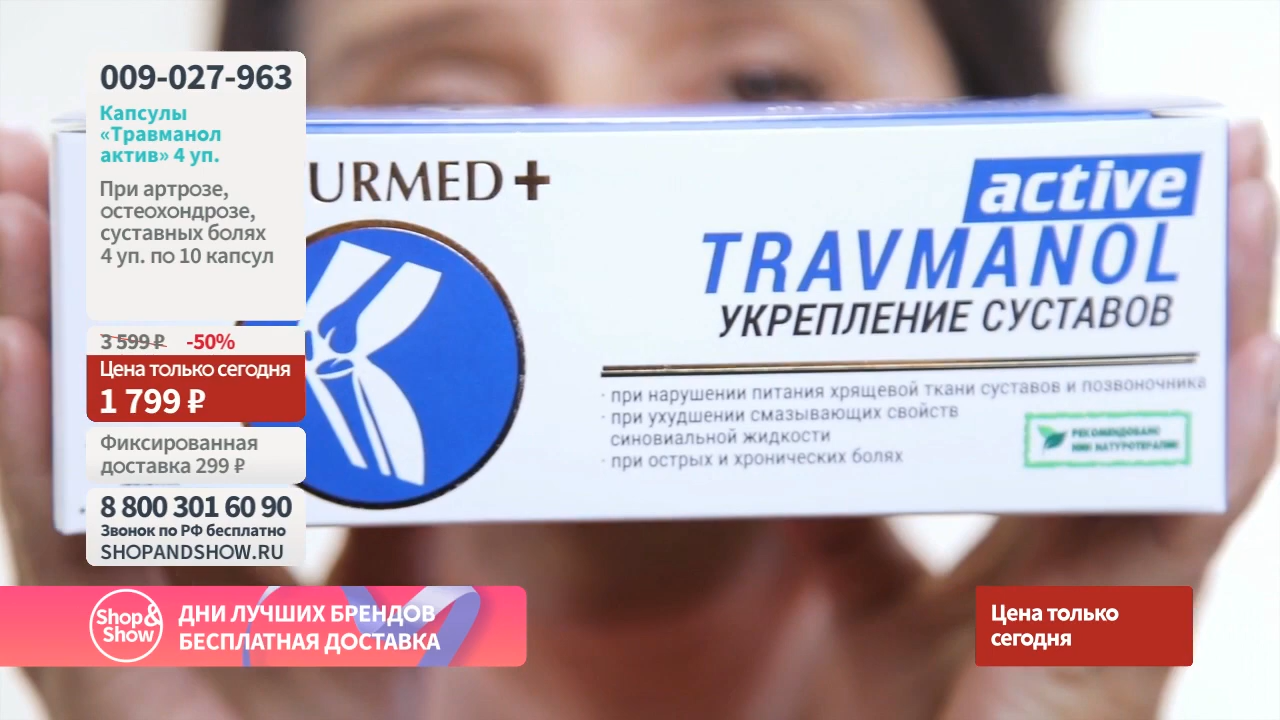 009-027-963
Капсулы
«Травманол
актив» 4 уп.
При артрозе,
остеохондрозе,
суставных болях
4 уп. по 10 капсул
3 599 ₽ -50%
Цена только сегодня
1 799 ₽
Фиксированная
доставка 299 ₽
8 800 301 60 90
Звонок по РФ бесплатно
SHOPANDSHOW.RU
URMED+
active
TRAVMANOL
УКРЕПЛЕНИЕ СУСТАВОВ
· при нарушении питания хрящевой ткани суставов и позвоночника
· при ухудшении смазывающих свойств
синовиальной жидкости
· при острых и хронических болях
РЕКОМЕНДОВАНО
НИИ НАТУРОТЕРАПИИ
Shop&
Show
ДНИ ЛУЧШИХ БРЕНДОВ
БЕСПЛАТНАЯ ДОСТАВКА
Цена только
сегодня